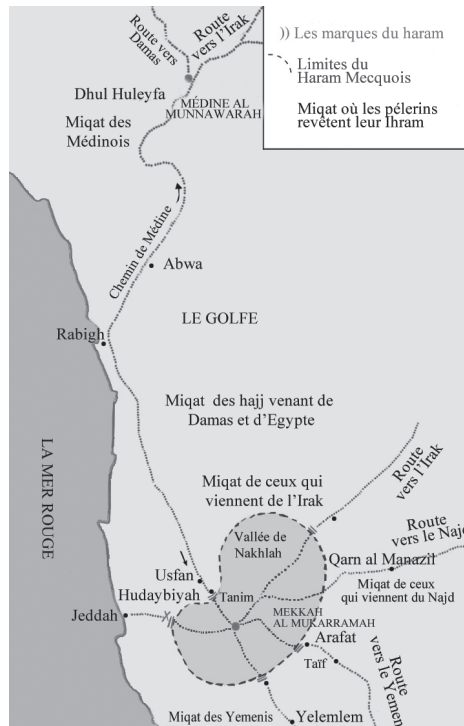 Route vers
Damas
Route
vers l'Irak
)) Les marques du haram
Limites du
Haram Mecquois
Miqat où les pélerins
revêtent leur Ihram
Dhul Huleyfa
MÉDINE AL
MUNNAWARAH
Miqat des
Médinois
Chemin de Médine
Abwa
LE GOLFE
Rabigh
Miqat des hajj venant de
Damas et d'Egypte
LA MER ROUGE
Miqat de ceux qui
viennent de l'Irak
Route
vers l'Irak
Vallée de
Nakhlah
Route
vers le Najd
Qarn al Manazil
Usfan
Hudaybiyah
Tanim
Miqat de ceux
qui viennent du Najd
Jeddah
MEKKAH
AL MUKARRAMAH
Arafat
Taïf
Route
vers le Yemen
Miqat des Yemenis
Yelemlem